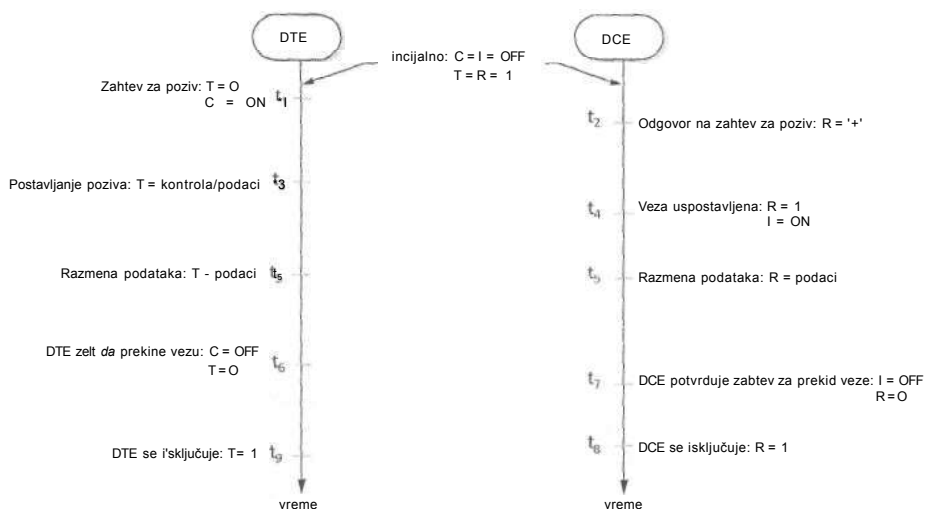 DTE
DCE
incijalno: C = I = OFF
T = R = 1
Zahtev za poziv: T = O
C = ON t₁
t₂ Odgovor na zahtev za poziv: R = '+'
Postavljanje poziva: T = kontrola/podaci t₃
t₄ Veza uspostavljena: R = 1
I = ON
Razmena podataka: T - podaci t₅
t₅ Razmena podataka: R = podaci
DTE zelt da prekine vezu: C = OFF
T = O
t₆
t₇ DCE potvrduje zabtev za prekid veze: I = OFF
R = O
DTE se i'sključuje: T = 1 t₉
t₈ DCE se isključuje: R = 1
vreme
vreme